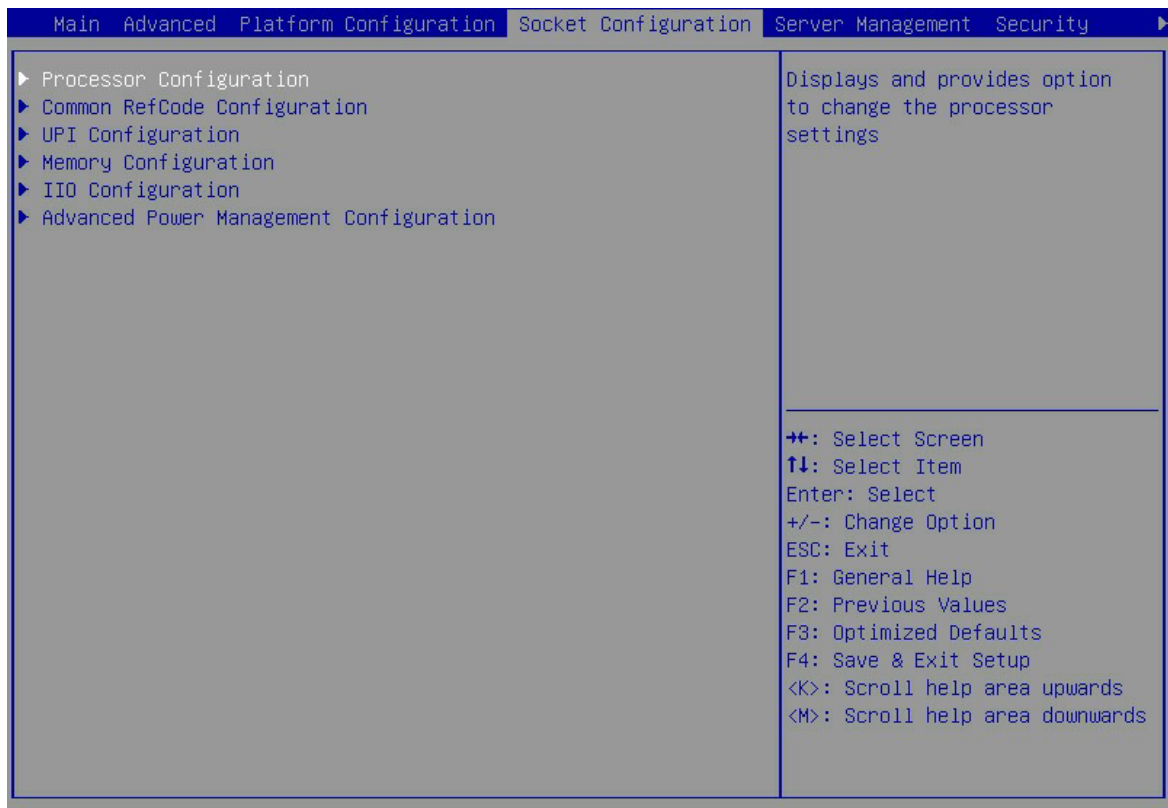 Main Advanced Platform Configuration Socket Configuration Server Management Security ▶
▶ Processor Configuration
▶ Common RefCode Configuration
▶ UPI Configuration
▶ Memory Configuration
▶ IIO Configuration
▶ Advanced Power Management Configuration
Displays and provides option
to change the processor
settings
→←: Select Screen
↑↓: Select Item
Enter: Select
+/-: Change Option
ESC: Exit
F1: General Help
F2: Previous Values
F3: Optimized Defaults
F4: Save & Exit Setup
<K>: Scroll help area upwards
<M>: Scroll help area downwards